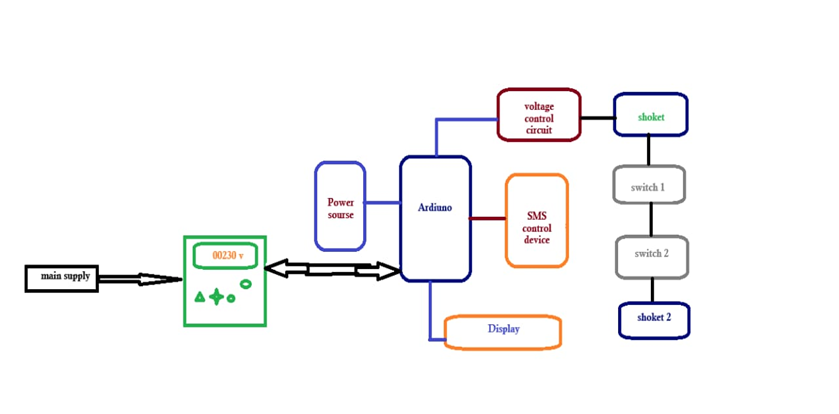 main supply
00230 v
Power
sourse
Ardiuno
voltage
control
circuit
SMS
control
device
Display
shoket
switch 1
switch 2
shoket 2